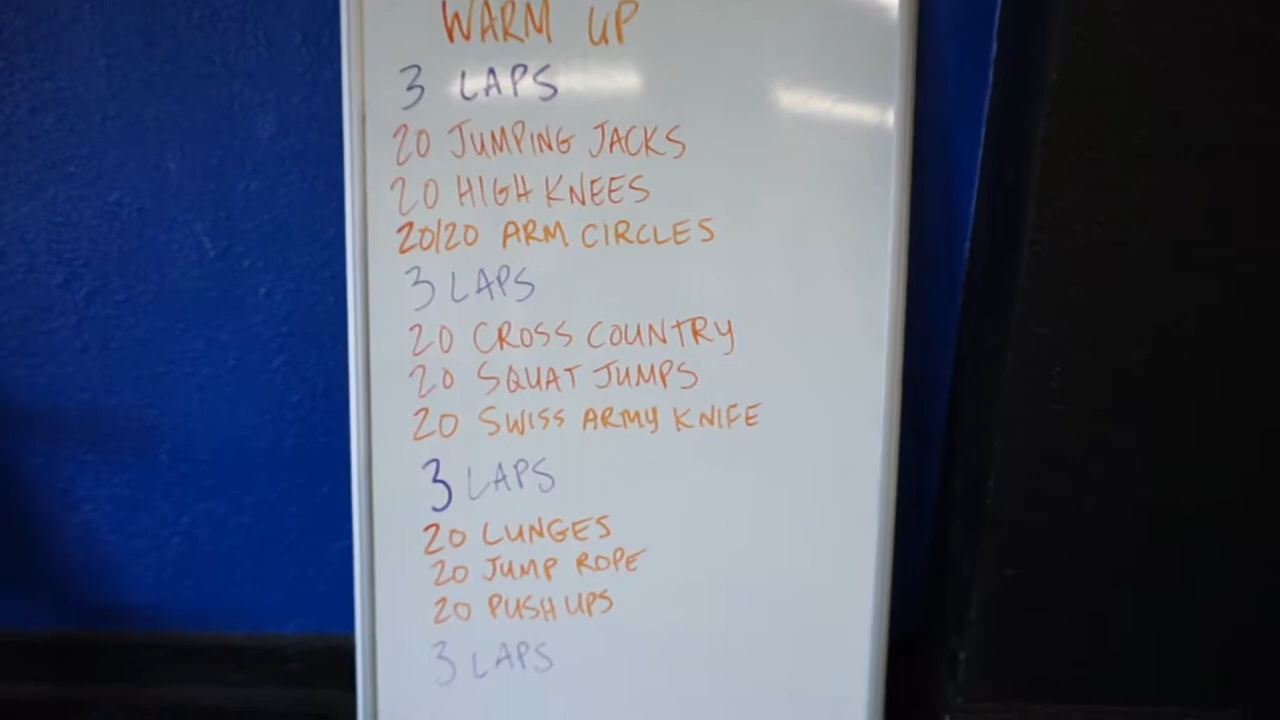 WARM UP
3 LAPS
20 JUMPING JACKS
20 HIGH KNEES
20/20 ARM CIRCLES
3 LAPS
20 CROSS COUNTRY
20 SQUAT JUMPS
20 SWISS ARMY KNIFE
3 LAPS
20 LUNGES
20 JUMP ROPE
20 PUSH UPS
3 LAPS